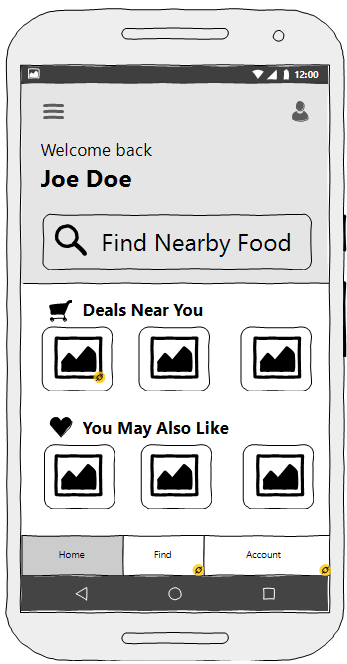 12:00
Welcome back
Joe Doe
Find Nearby Food
Deals Near You
You May Also Like
Home Find Account